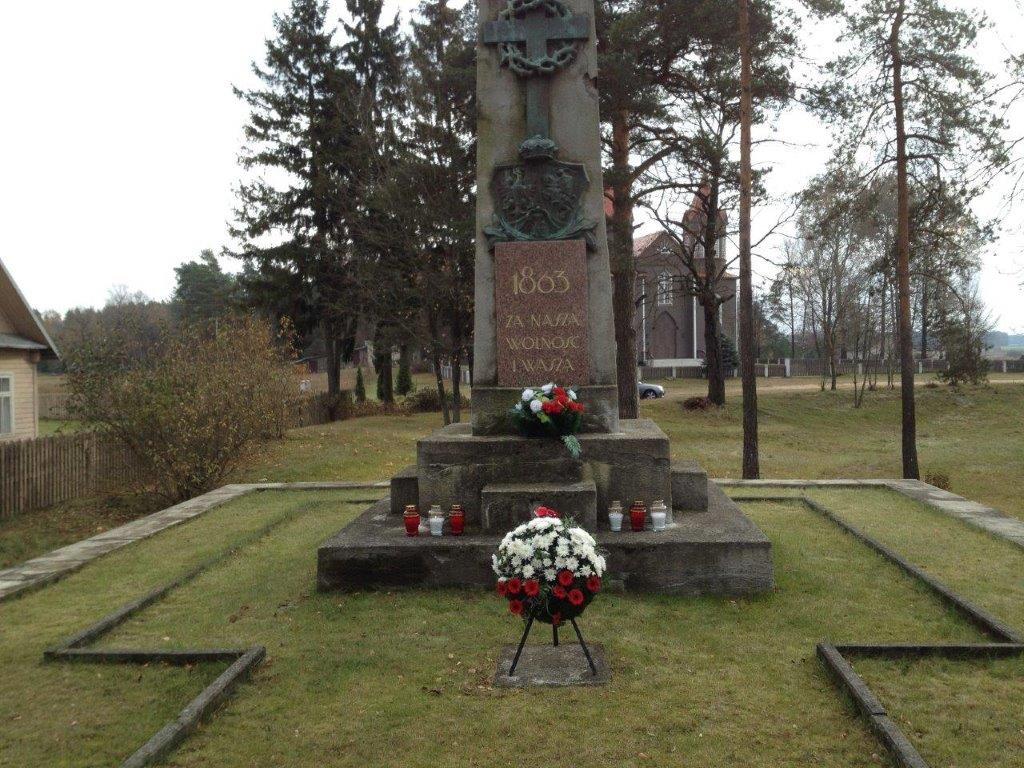 1863
ZA NASZĄ
WOLNOŚĆ
I WASZĄ